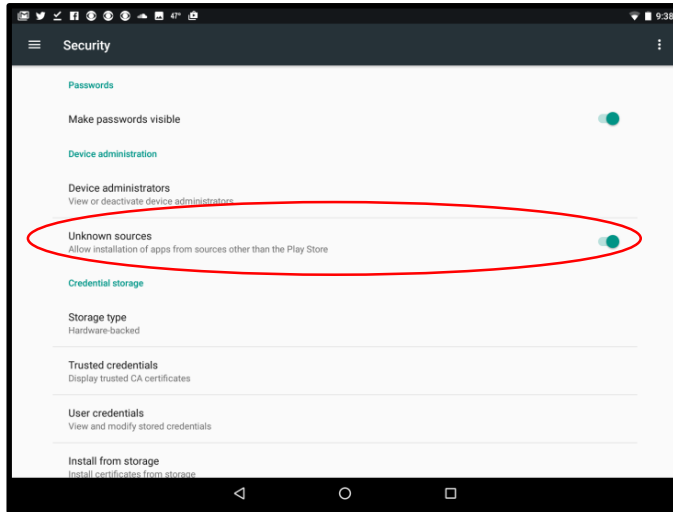 47° 9:38
Security
Passwords
Make passwords visible
Device administration
Device administrators
View or deactivate device administrators
Unknown sources
Allow installation of apps from sources other than the Play Store
Credential storage
Storage type
Hardware-backed
Trusted credentials
Display trusted CA certificates
User credentials
View and modify stored credentials
Install from storage
Install certificates from storage